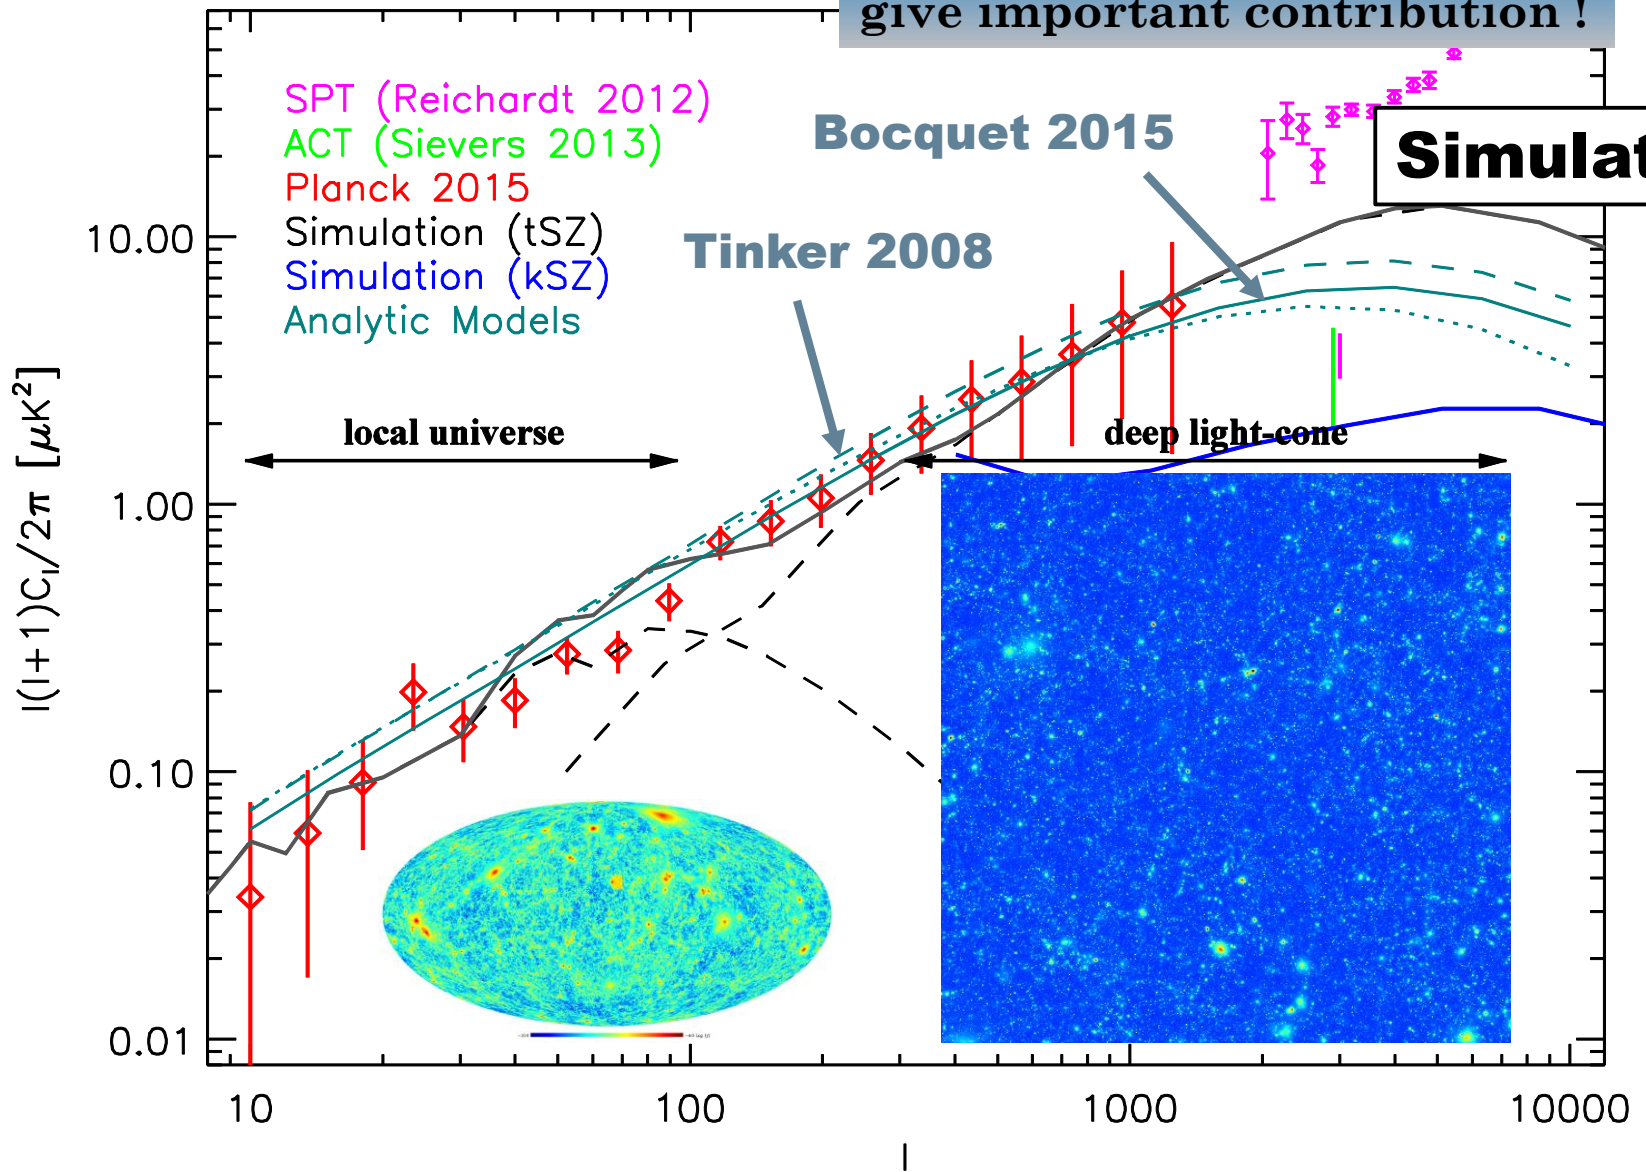 give important contribution !
SPT (Reichardt 2012)
ACT (Sievers 2013)
Planck 2015
Simulation (tSZ)
Simulation (kSZ)
Analytic Models
Bocquet 2015
Simulat
Tinker 2008
local universe
deep light-cone
l(l+1)C_l/2π [μK²]
10.00
1.00
0.10
0.01
10
100
1000
10000
l